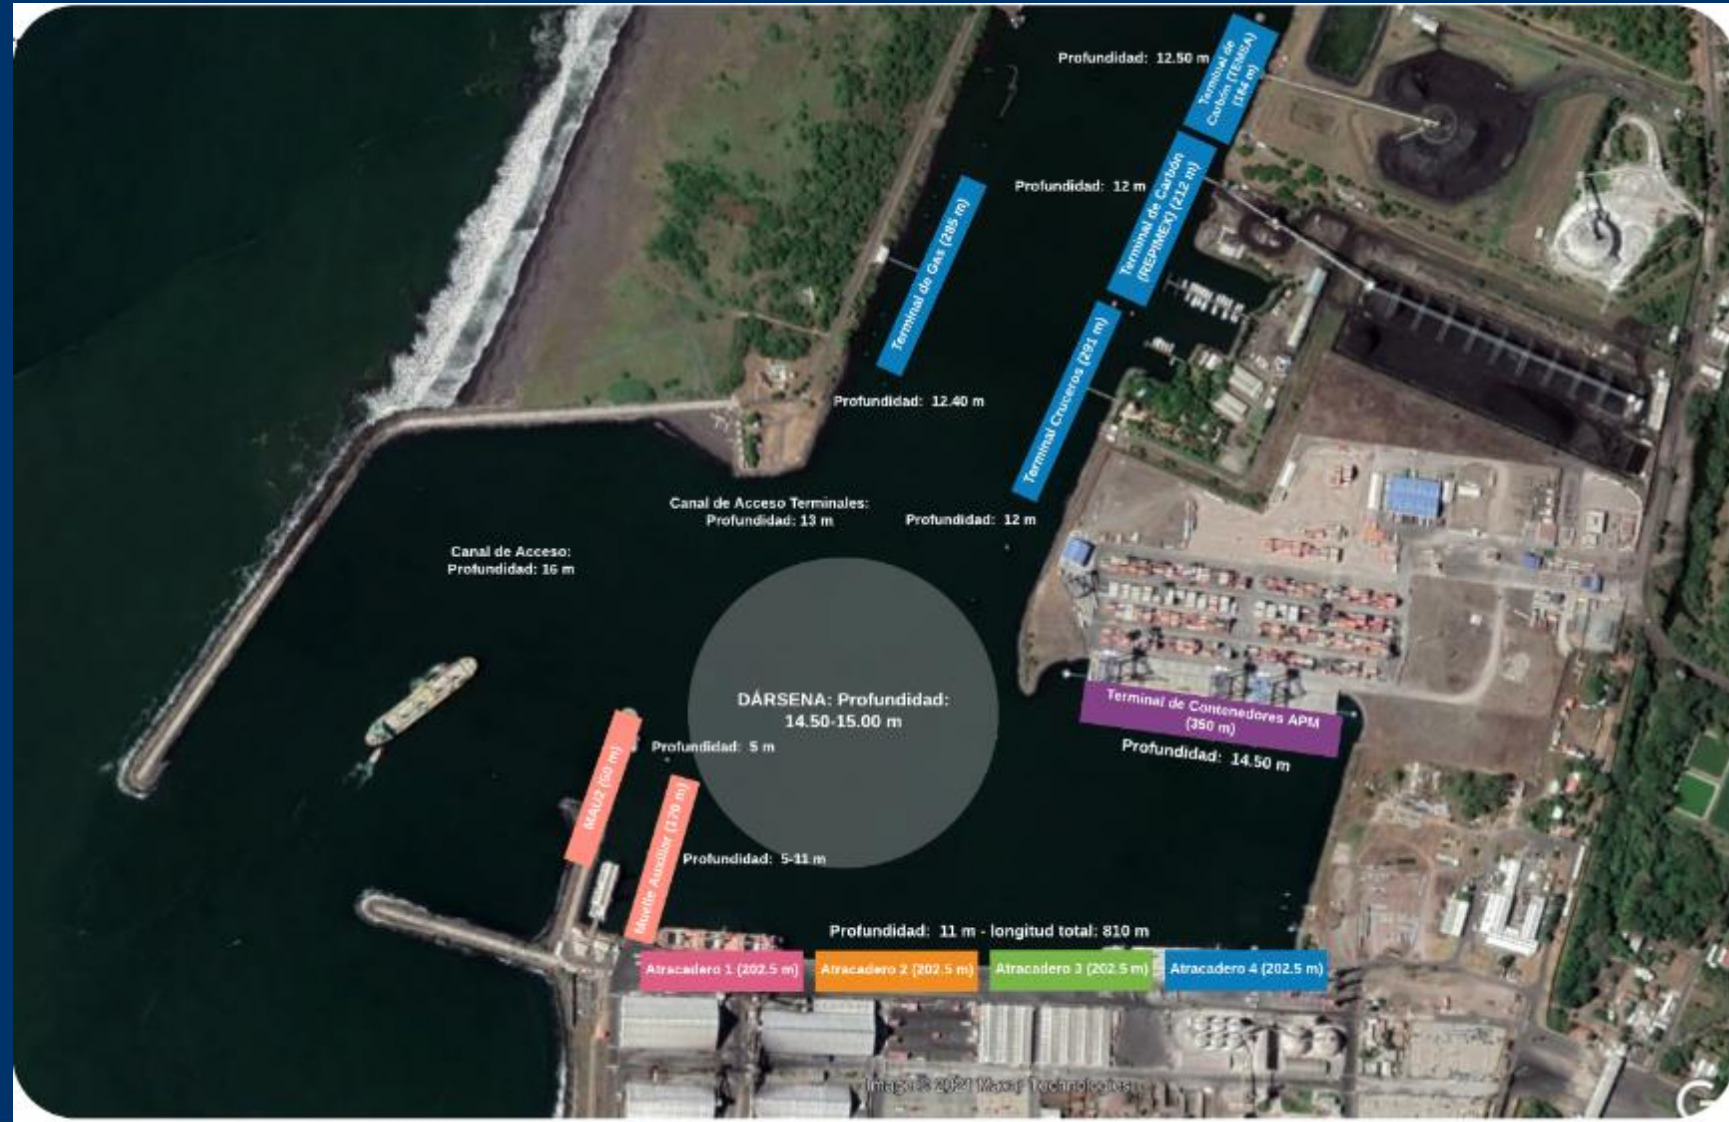 Profundidad: 12.50 m
Terminal de
Carbón (TEMSA)
(184 m)
Profundidad: 12 m
Terminal de Carbón
(REPIMEX) (212 m)
Terminal de Gas (285 m)
Terminal Cruceros (291 m)
Profundidad: 12.40 m
Canal de Acceso Terminales:
Profundidad: 13 m
Profundidad: 12 m
Canal de Acceso:
Profundidad: 16 m
DÁRSENA: Profundidad:
14.50-15.00 m
Terminal de Contenedores APM
(350 m)
Profundidad: 14.50 m
MAU2 (60 m)
Profundidad: 5 m
Muelle Auxiliar (170 m)
Profundidad: 5-11 m
Profundidad: 11 m - longitud total: 810 m
Atracadero 1 (202.5 m)
Atracadero 2 (202.5 m)
Atracadero 3 (202.5 m)
Atracadero 4 (202.5 m)
Image © 2024 Maxar Technologies
G